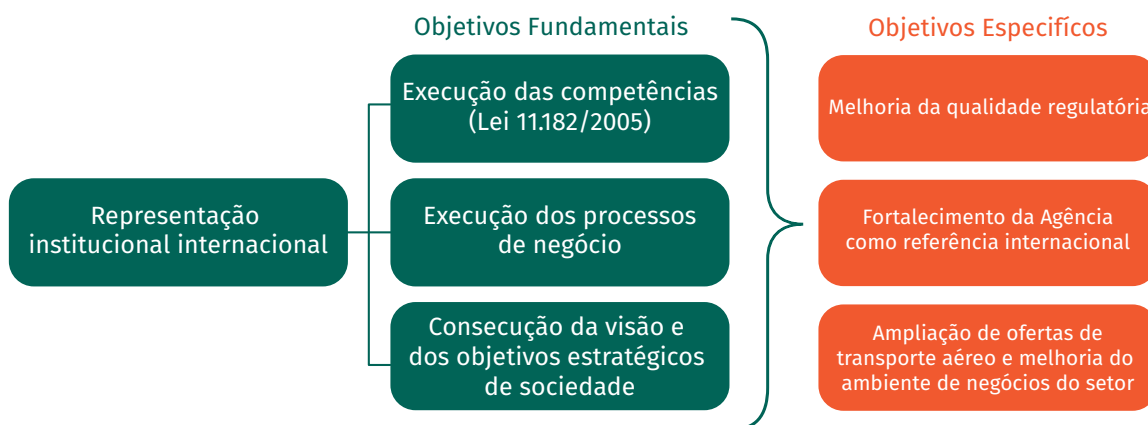 Objetivos Fundamentais
Objetivos Especifícos
Representação
institucional internacional
Execução das competências
(Lei 11.182/2005)
Execução dos processos
de negócio
Consecução da visão e
dos objetivos estratégicos
de sociedade
Melhoria da qualidade regulatória
Fortalecimento da Agência
como referência internacional
Ampliação de ofertas de
transporte aéreo e melhoria do
ambiente de negócios do setor